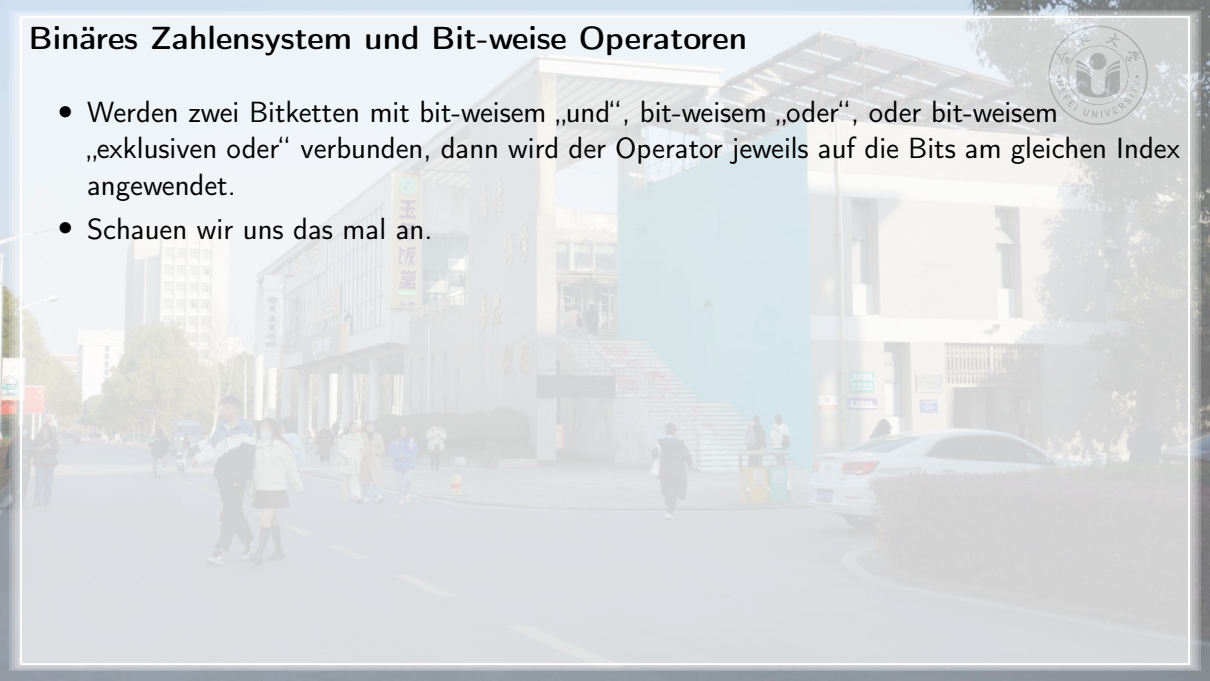 Binäres Zahlensystem und Bit-weise Operatoren
• Werden zwei Bitketten mit bit-weisem „und“, bit-weisem „oder“, oder bit-weisem
„exklusiven oder“ verbunden, dann wird der Operator jeweils auf die Bits am gleichen Index
angewendet.
• Schauen wir uns das mal an.
HEFEI UNIVERSITY